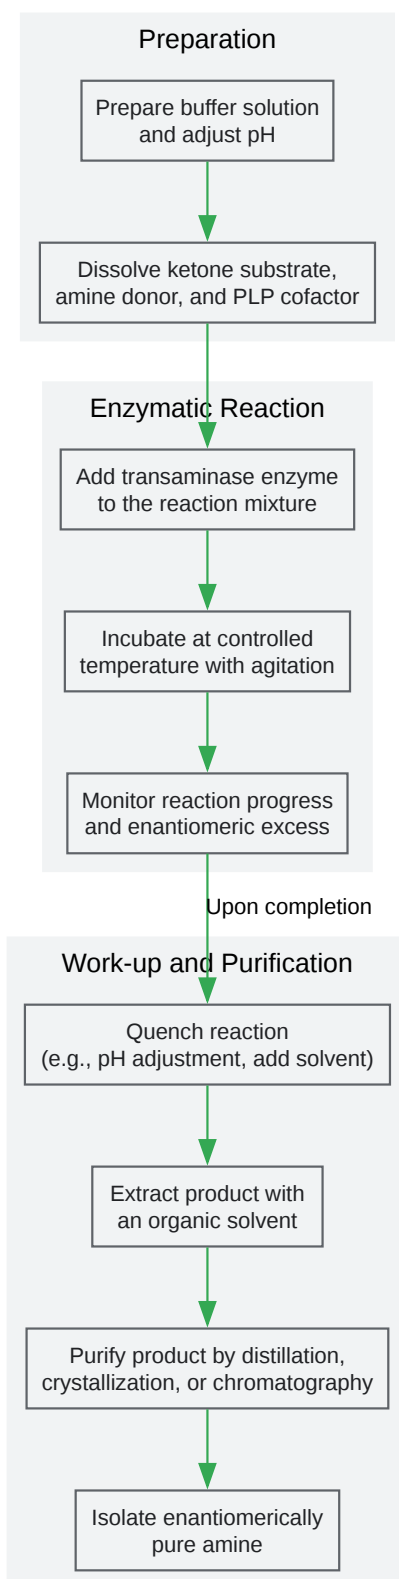 Preparation
Prepare buffer solution
and adjust pH
Dissolve ketone substrate,
amine donor, and PLP cofactor
Enzymatic Reaction
Add transaminase enzyme
to the reaction mixture
Incubate at controlled
temperature with agitation
Monitor reaction progress
and enantiomeric excess
Upon completion
Work-up and Purification
Quench reaction
(e.g., pH adjustment, add solvent)
Extract product with
an organic solvent
Purify product by distillation,
crystallization, or chromatography
Isolate enantiomerically
pure amine